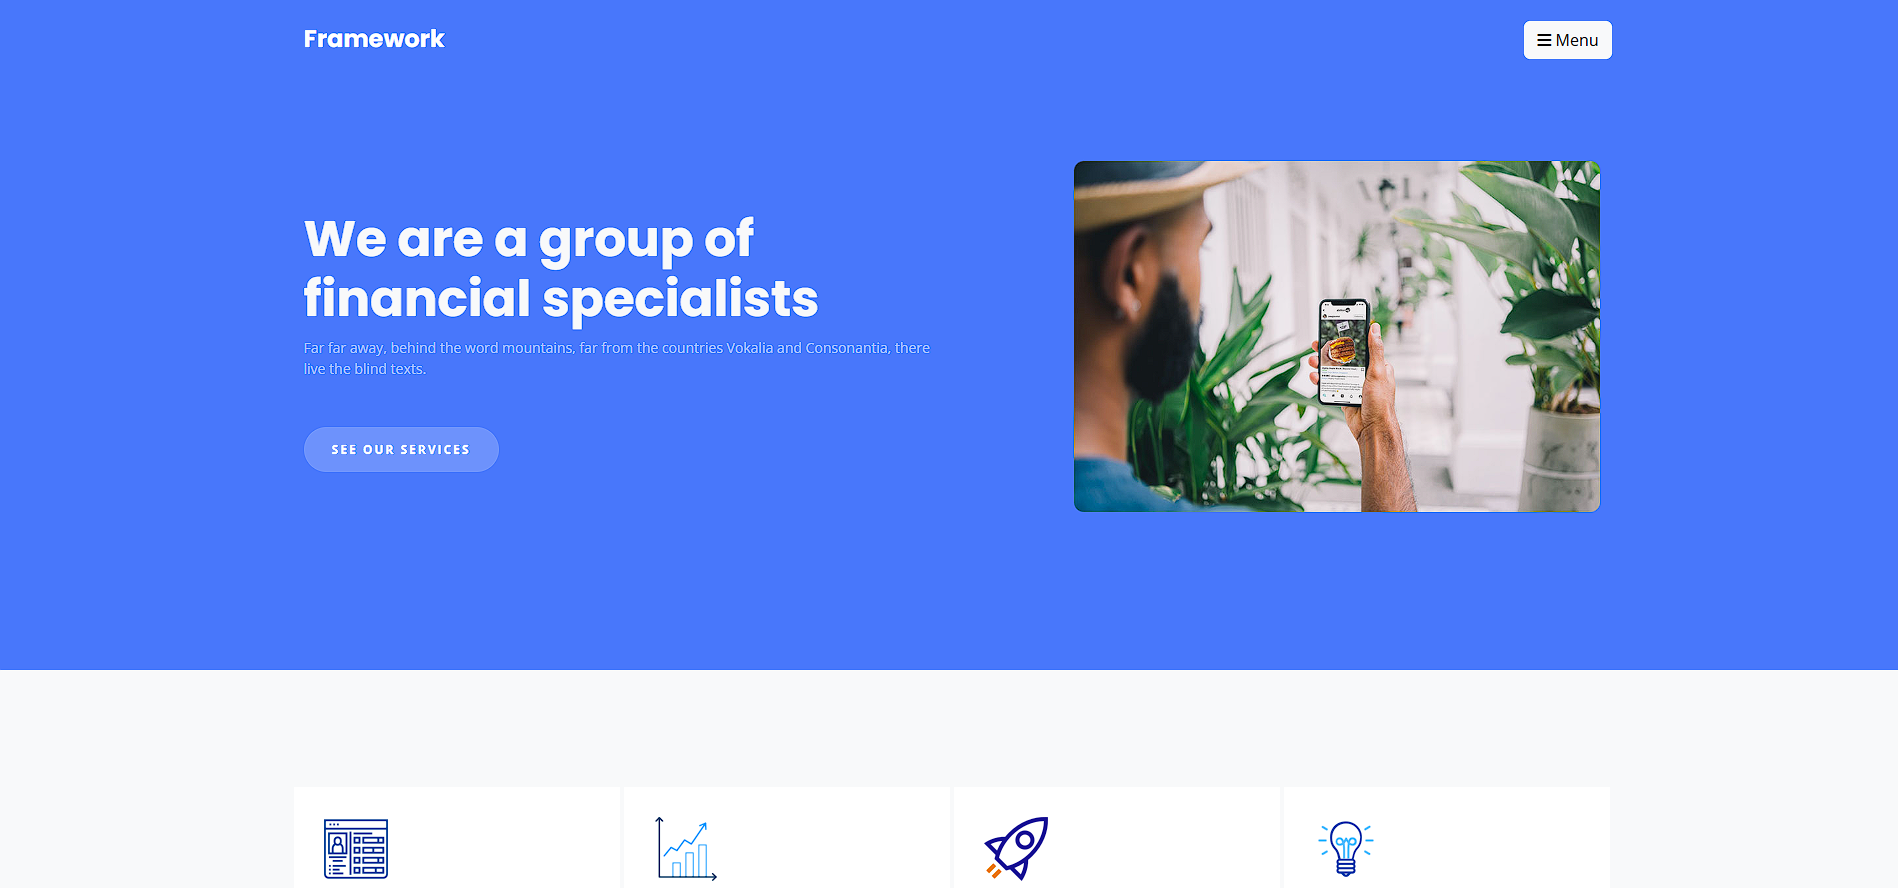 Framework
Menu
We are a group of
financial specialists
Far far away, behind the word mountains, far from the countries Vokalia and Consonantia, there
live the blind texts.
SEE OUR SERVICES